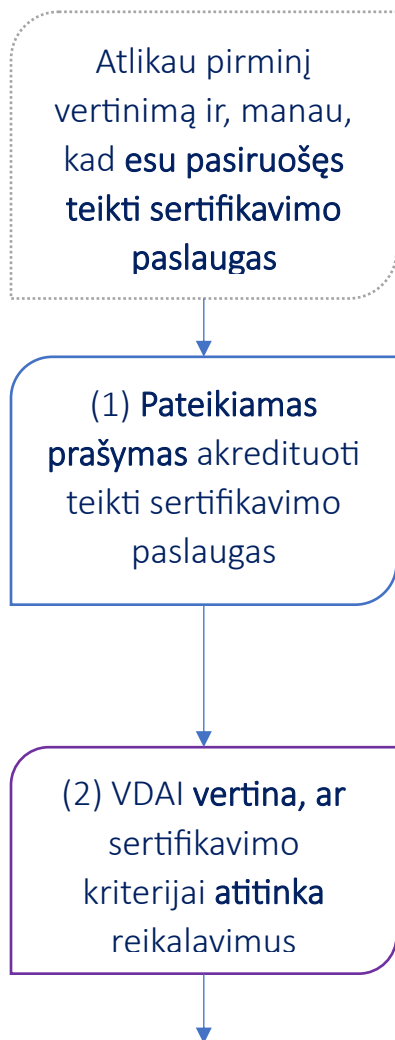 Atlikau pirminį
vertinimą ir, manau,
kad esu pasiruošęs
teikti sertifikavimo
paslaugas
(1) Pateikiamas
prašymas akredituoti
teikti sertifikavimo
paslaugas
(2) VDAI vertina, ar
sertifikavimo
kriterijai atitinka
reikalavimus